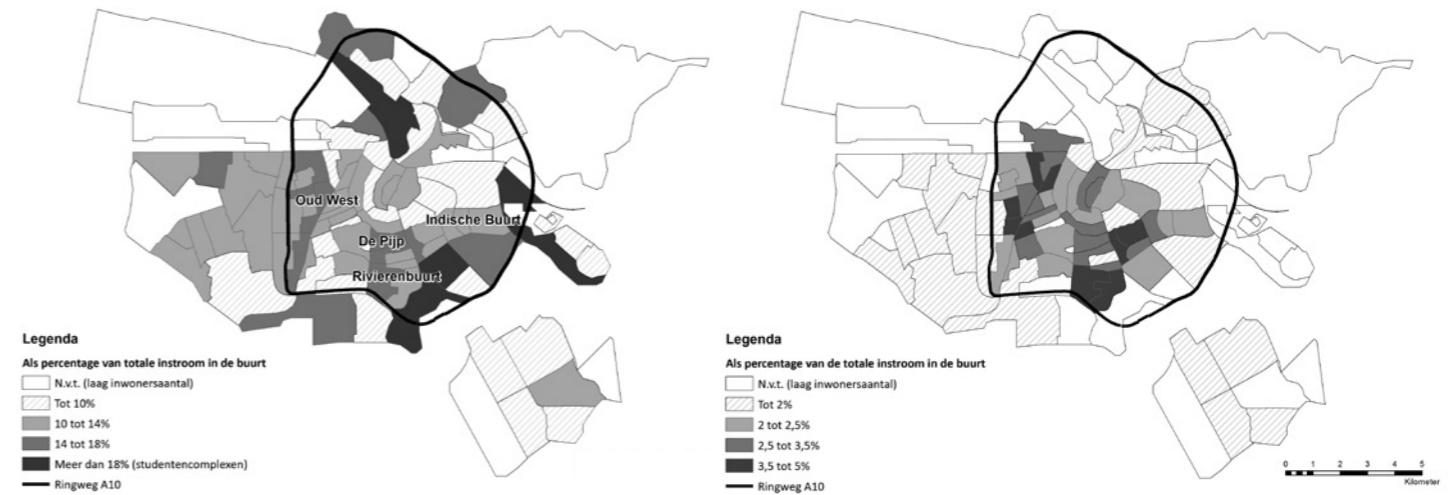 Oud West
Indische Buurt
De Pijp
Rivierenbuurt
Legenda
Als percentage van totale instroom in de buurt
N.v.t. (laag inwonersaantal)
Tot 10%
10 tot 14%
14 tot 18%
Meer dan 18% (studentencomplexen)
Ringweg A10
Legenda
Als percentage van de totale instroom in de buurt
N.v.t. (laag inwonersaantal)
Tot 2%
2 tot 2,5%
2,5 tot 3,5%
3,5 tot 5%
Ringweg A10
0 1 2 3 4 5
Kilometer